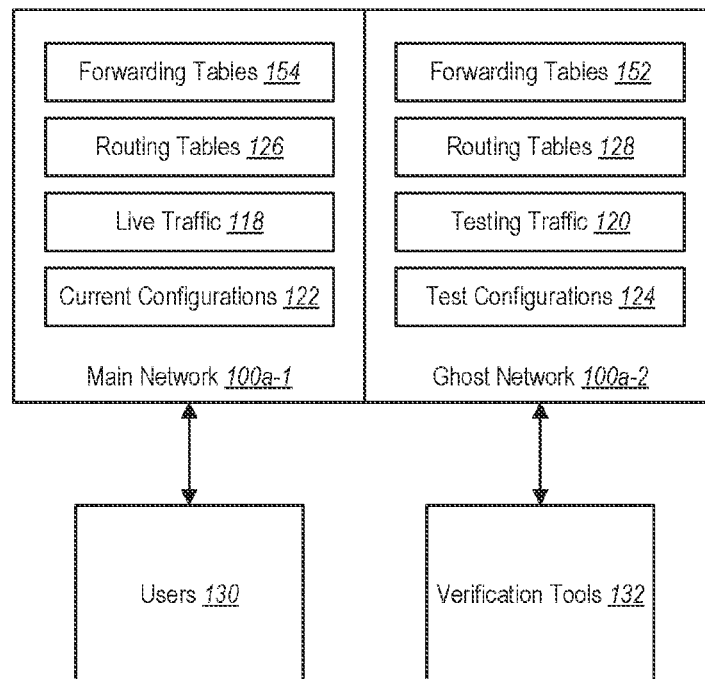 Forwarding Tables 154
Routing Tables 126
Live Traffic 118
Current Configurations 122
Main Network 100a-1
Forwarding Tables 152
Routing Tables 128
Testing Traffic 120
Test Configurations 124
Ghost Network 100a-2
Users 130
Verification Tools 132